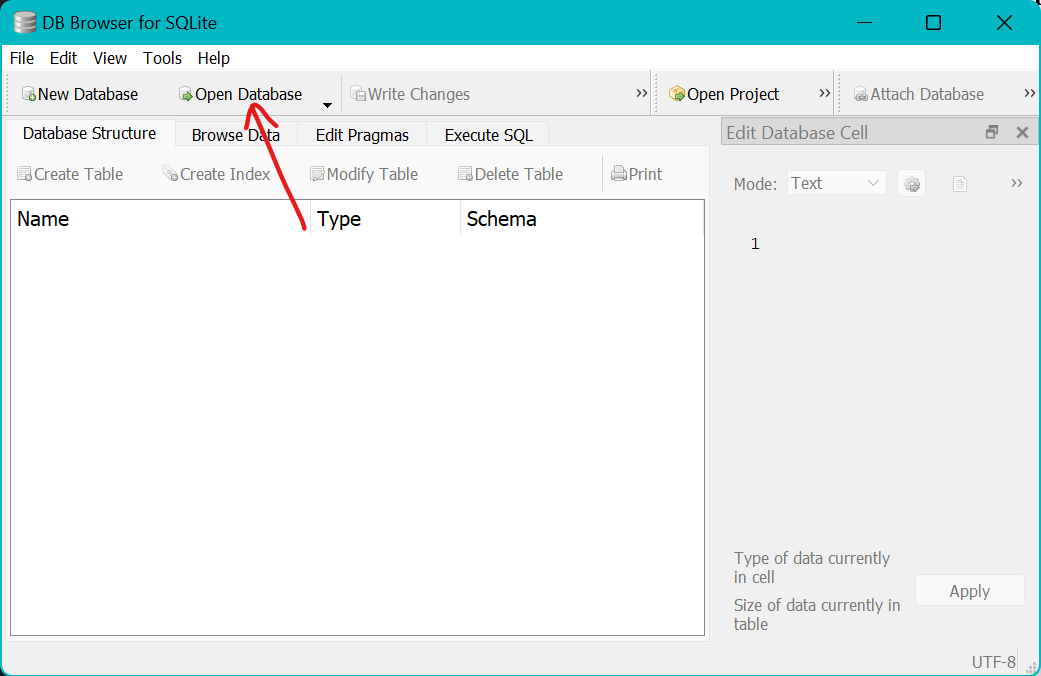 DB Browser for SQLite
File Edit View Tools Help
New Database Open Database Write Changes » Open Project » Attach Database »
Database Structure Browse Data Edit Pragmas Execute SQL
Edit Database Cell
Create Table Create Index Modify Table Delete Table Print
Mode: Text »
Name Type Schema
1
Type of data currently
in cell
Apply
Size of data currently in
table
UTF-8